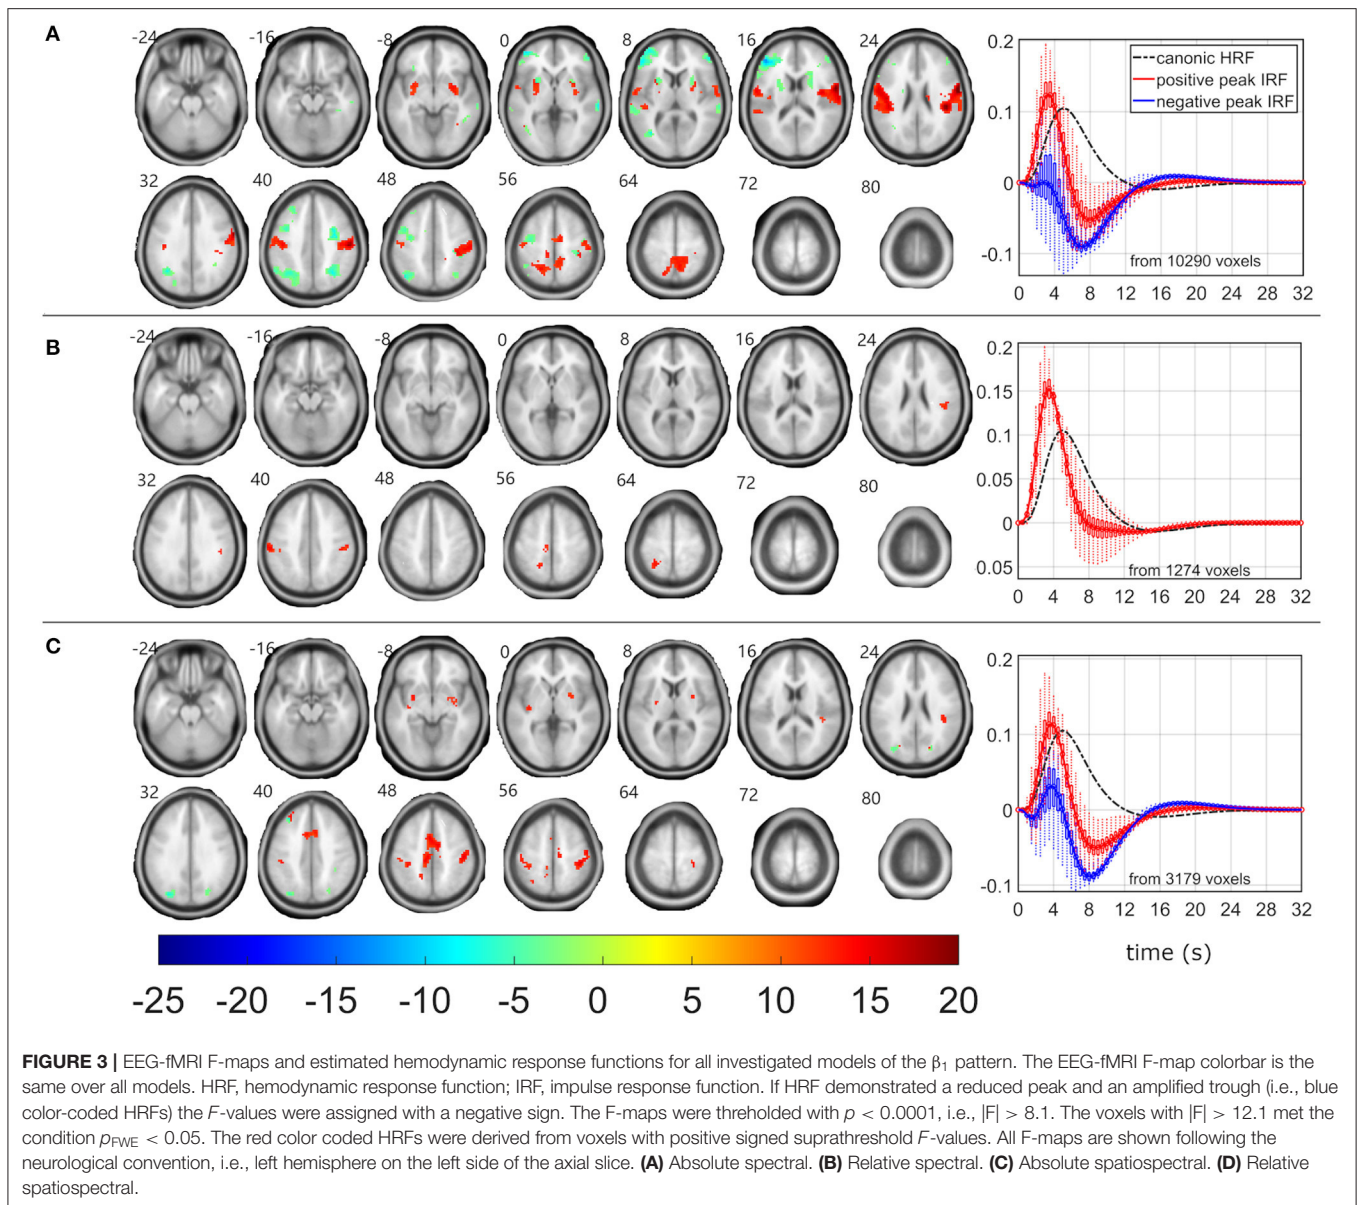 A
-24
-16
-8
0
8
16
24
32
40
48
56
64
72
80
0.2
0.1
0
-0.1
canonic HRF
positive peak IRF
negative peak IRF
from 10290 voxels
0 4 8 12 16 20 24 28 32
B
-24
-16
-8
0
8
16
24
32
40
48
56
64
72
80
0.2
0.15
0.1
0.05
0
0.05
from 1274 voxels
0 4 8 12 16 20 24 28 32
C
-24
-16
-8
0
8
16
24
32
40
48
56
64
72
80
0.2
0.1
0
-0.1
from 3179 voxels
0 4 8 12 16 20 24 28 32
time (s)
-25 -20 -15 -10 -5 0 5 10 15 20
FIGURE 3 | EEG-fMRI F-maps and estimated hemodynamic response functions for all investigated models of the β₁ pattern. The EEG-fMRI F-map colorbar is the
same over all models. HRF, hemodynamic response function; IRF, impulse response function. If HRF demonstrated a reduced peak and an amplified trough (i.e., blue
color-coded HRFs) the F-values were assigned with a negative sign. The F-maps were threholded with p < 0.0001, i.e., |F| > 8.1. The voxels with |F| > 12.1 met the
condition pFWE < 0.05. The red color coded HRFs were derived from voxels with positive signed suprathreshold F-values. All F-maps are shown following the
neurological convention, i.e., left hemisphere on the left side of the axial slice. (A) Absolute spectral. (B) Relative spectral. (C) Absolute spatiospectral. (D) Relative
spatiospectral.